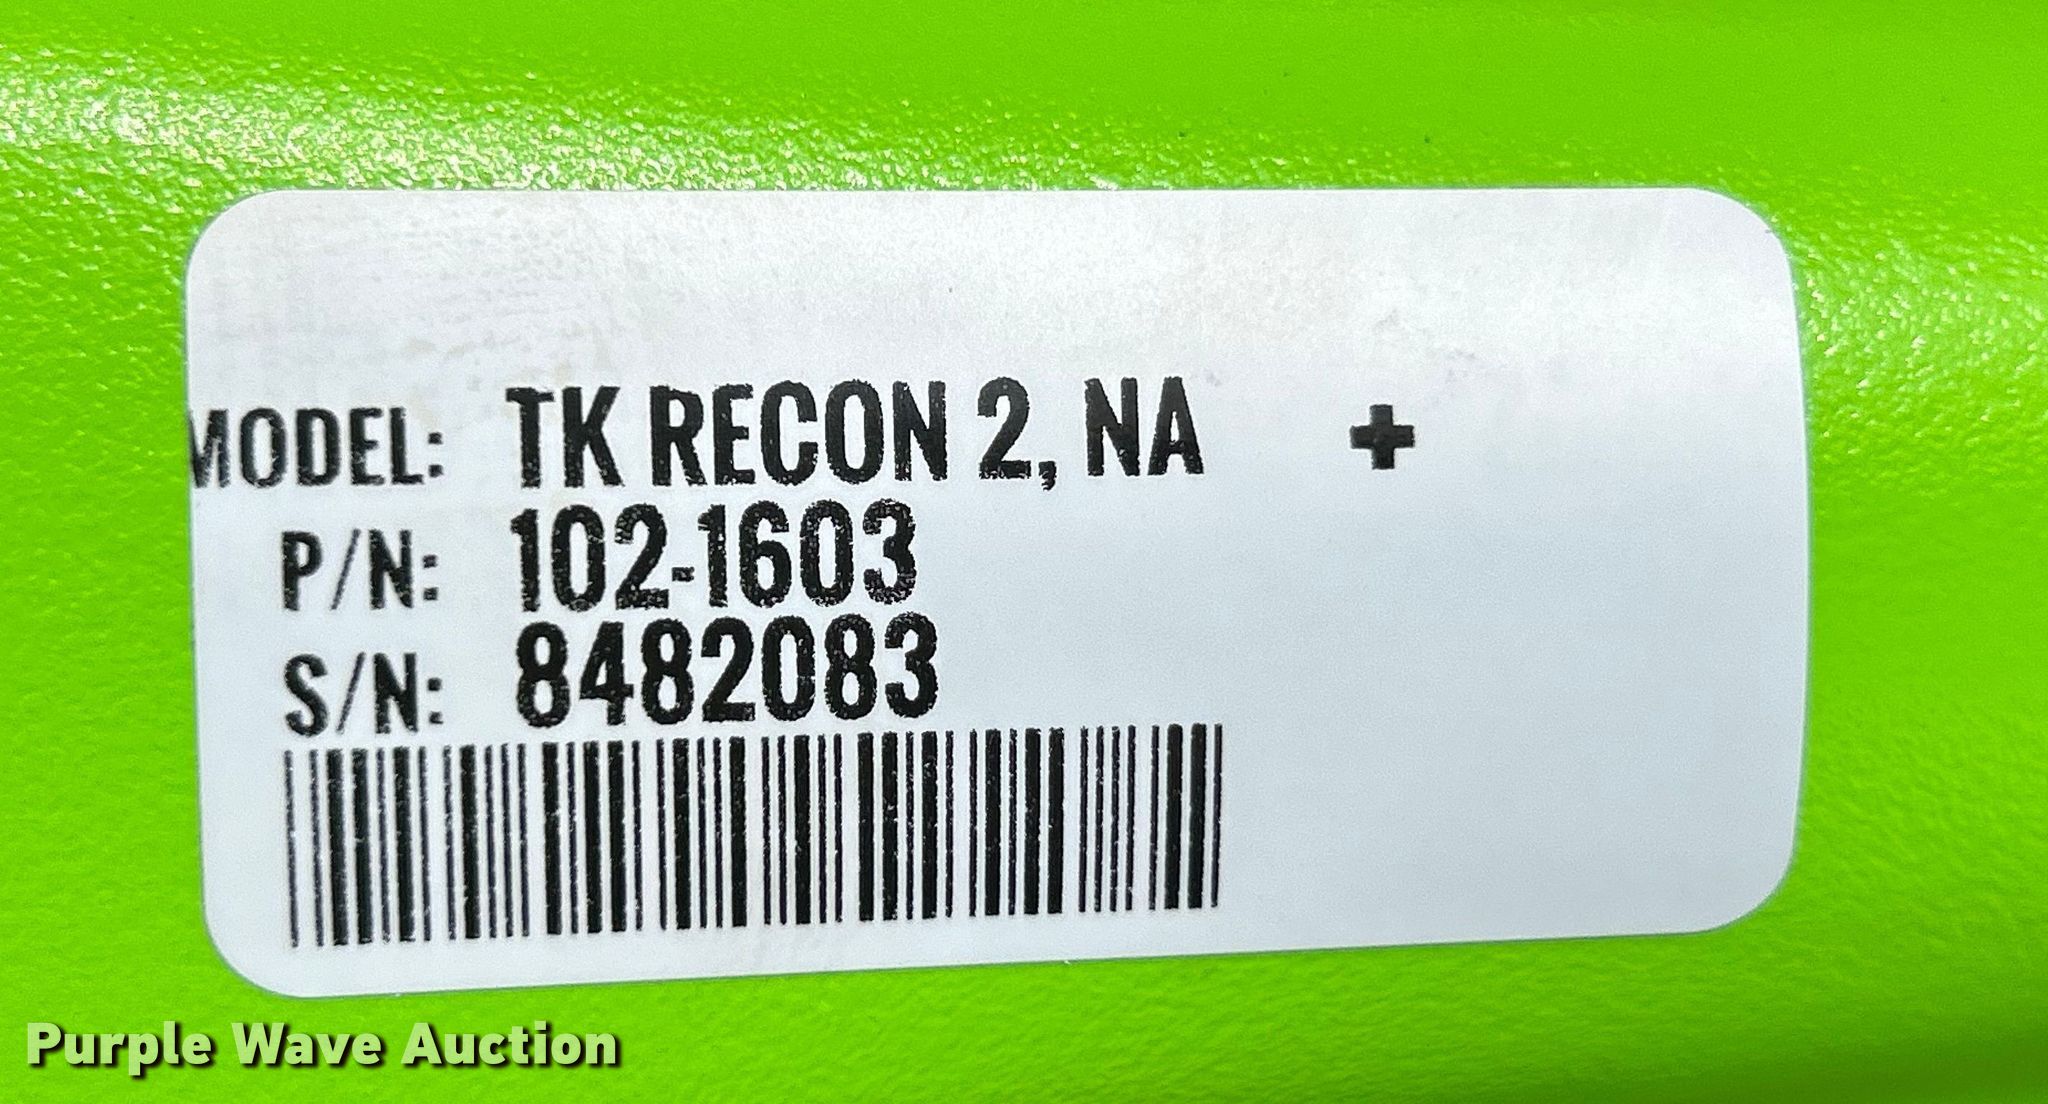 MODEL: TK RECON 2, NA +
P/N: 102-1603
S/N: 8482083
Purple Wave Auction